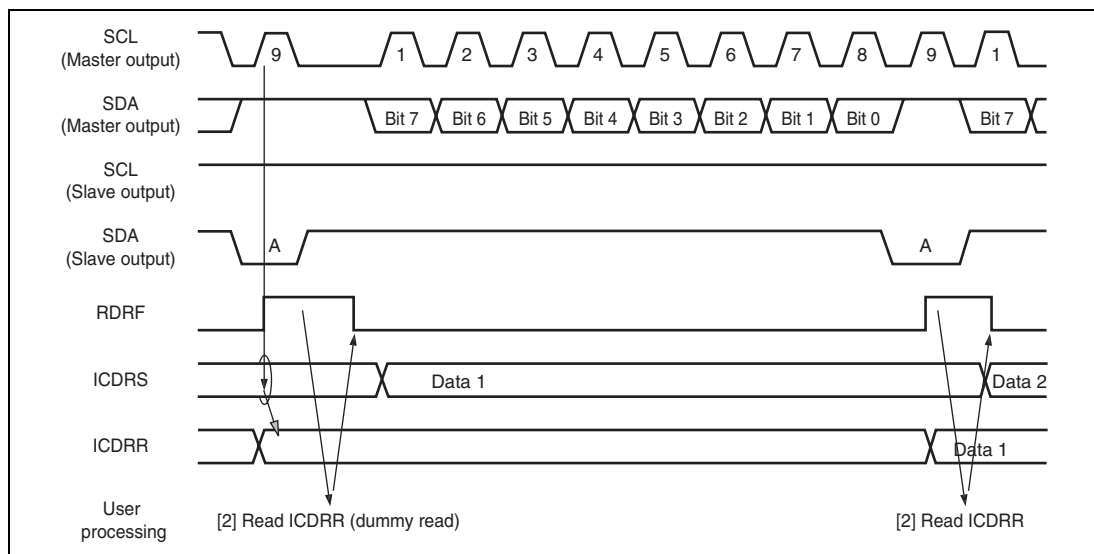 SCL
(Master output)
9 1 2 3 4 5 6 7 8 9 1
SDA
(Master output)
Bit 7 Bit 6 Bit 5 Bit 4 Bit 3 Bit 2 Bit 1 Bit 0 Bit 7
SCL
(Slave output)
SDA
(Slave output)
A A
RDRF
ICDRS
Data 1 Data 2
ICDRR
Data 1
User
processing
[2] Read ICDRR (dummy read) [2] Read ICDRR